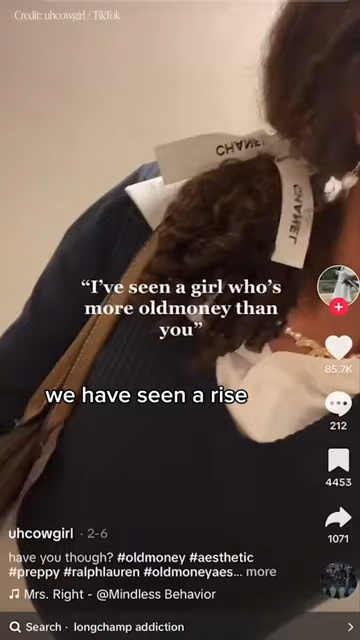 Credit: uhcowgirl / TikTok
CHANEL
CHANEL
“I’ve seen a girl who’s
more oldmoney than
you”
we have seen a rise
85.7K
212
4453
1071
uhcowgirl · 2-6
have you though? #oldmoney #aesthetic
#preppy #ralphlauren #oldmoneyaes... more
Mrs. Right - @Mindless Behavior
Search · longchamp addiction